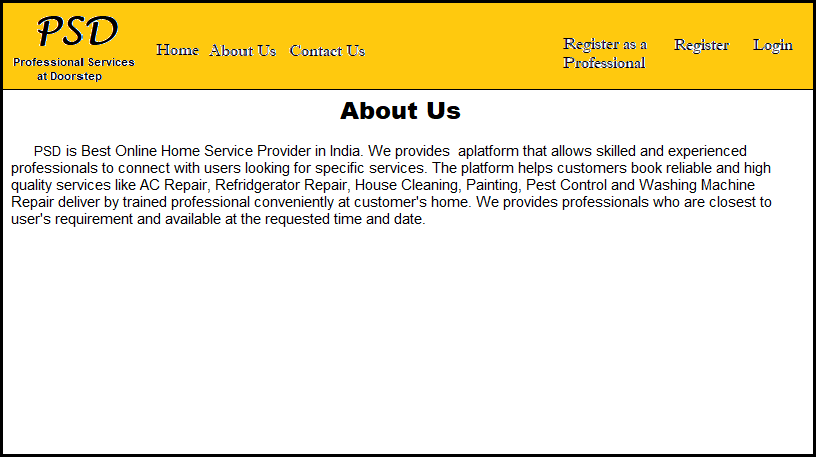 PSD
Professional Services
at Doorstep
Home About Us Contact Us
Register as a
Professional
Register
Login
About Us
PSD is Best Online Home Service Provider in India. We provides  aplatform that allows skilled and experienced
professionals to connect with users looking for specific services. The platform helps customers book reliable and high
quality services like AC Repair, Refridgerator Repair, House Cleaning, Painting, Pest Control and Washing Machine
Repair deliver by trained professional conveniently at customer's home. We provides professionals who are closest to
user's requirement and available at the requested time and date.